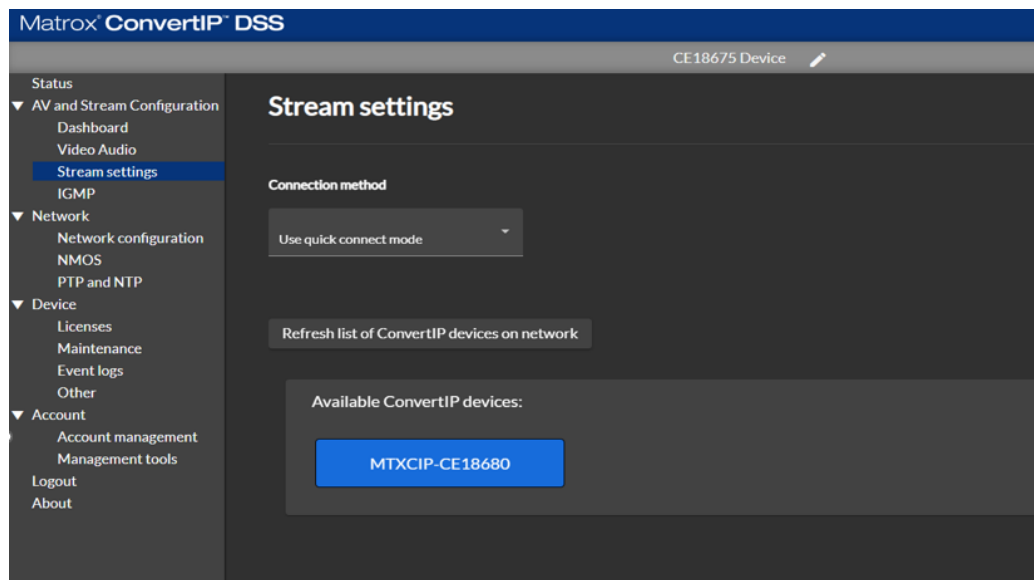 Matrox® ConvertIP™ DSS
CE18675 Device
Status
AV and Stream Configuration
Dashboard
Video Audio
Stream settings
IGMP
Network
Network configuration
NMOS
PTP and NTP
Device
Licenses
Maintenance
Event logs
Other
Account
Account management
Management tools
Logout
About
Stream settings
Connection method
Use quick connect mode
Refresh list of ConvertIP devices on network
Available ConvertIP devices:
MTXCIP-CE18680